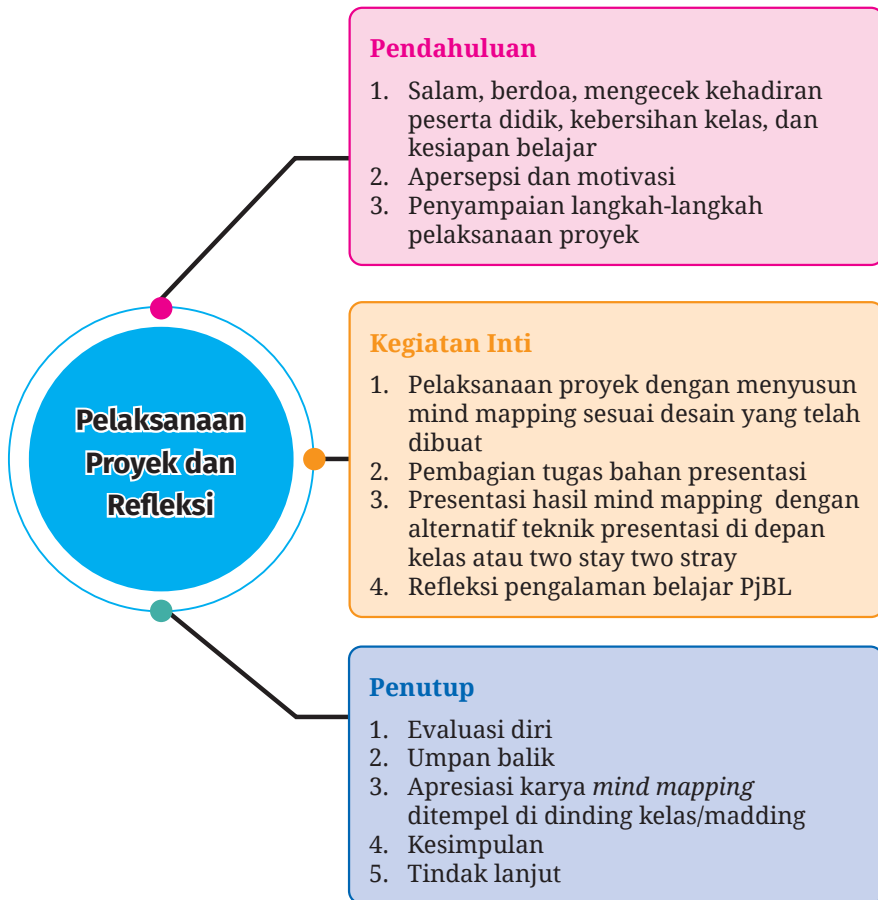 Pendahuluan
1. Salam, berdoa, mengecek kehadiran
peserta didik, kebersihan kelas, dan
kesiapan belajar
2. Apersepsi dan motivasi
3. Penyampaian langkah-langkah
pelaksanaan proyek
Pelaksanaan
Proyek dan
Refleksi
Kegiatan Inti
1. Pelaksanaan proyek dengan menyusun
mind mapping sesuai desain yang telah
dibuat
2. Pembagian tugas bahan presentasi
3. Presentasi hasil mind mapping dengan
alternatif teknik presentasi di depan
kelas atau two stay two stray
4. Refleksi pengalaman belajar PjBL
Penutup
1. Evaluasi diri
2. Umpan balik
3. Apresiasi karya mind mapping
ditempel di dinding kelas/madding
4. Kesimpulan
5. Tindak lanjut